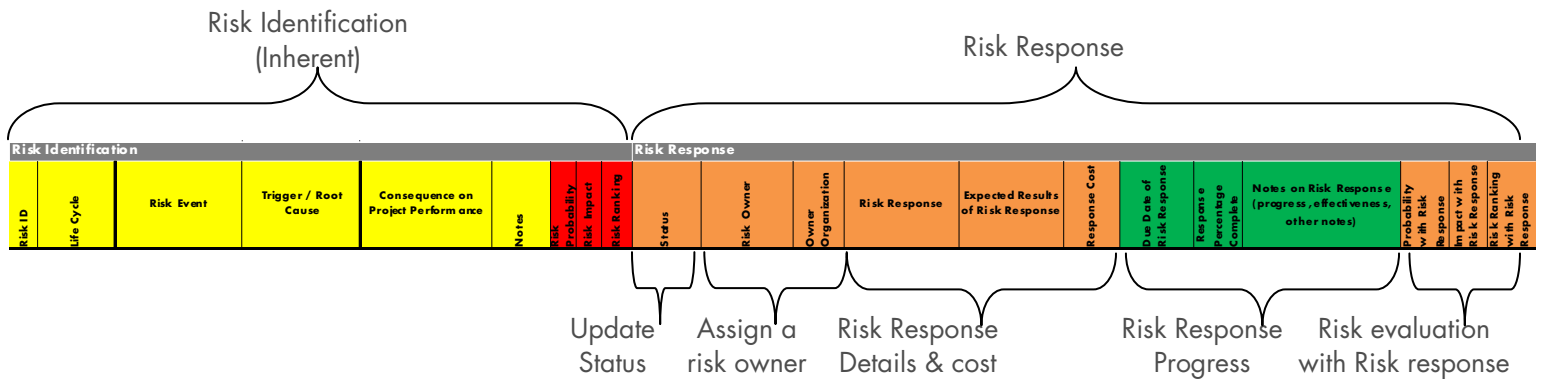 Risk Identification
(Inherent)
Risk Response
Risk Identification
Risk Response
Risk ID
Life Cycle
Risk Event
Trigger / Root
Cause
Consequence on
Project Performance
Notes
Risk
Probability
Risk Impact
Risk Ranking
Status
Risk Owner
Owner
Organization
Risk Response
Expected Results
of Risk Response
Response Cost
Due Date of
Risk Response
Response
Percentage
Complete
Notes on Risk Response
(progress, effectiveness,
other notes)
Probability
with Risk
Response
Impact with
Risk Response
Risk Ranking
with Risk
Response
Update
Status
Assign a
risk owner
Risk Response
Details & cost
Risk Response
Progress
Risk evaluation
with Risk response